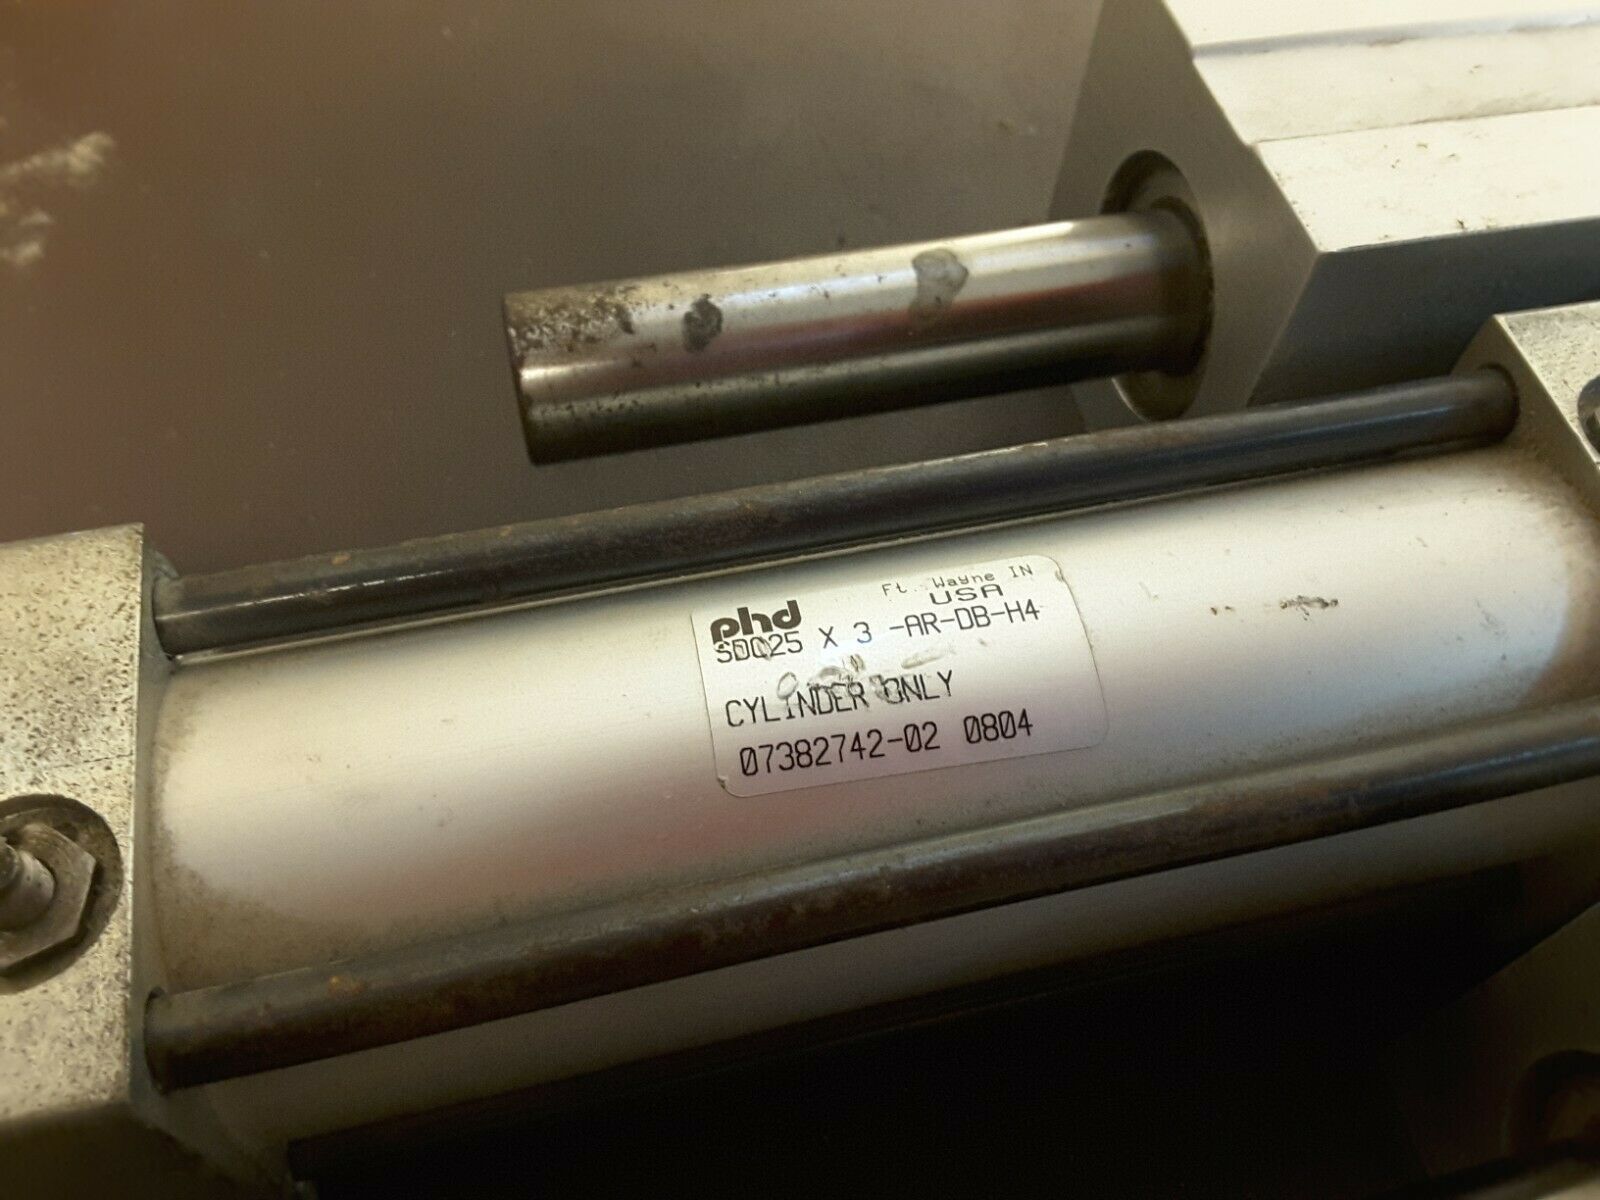 phd Ft. Wayne IN
USA
SDC25 X 3 -AR-DB-H4
CYLINDER ONLY
07382742-02 0804